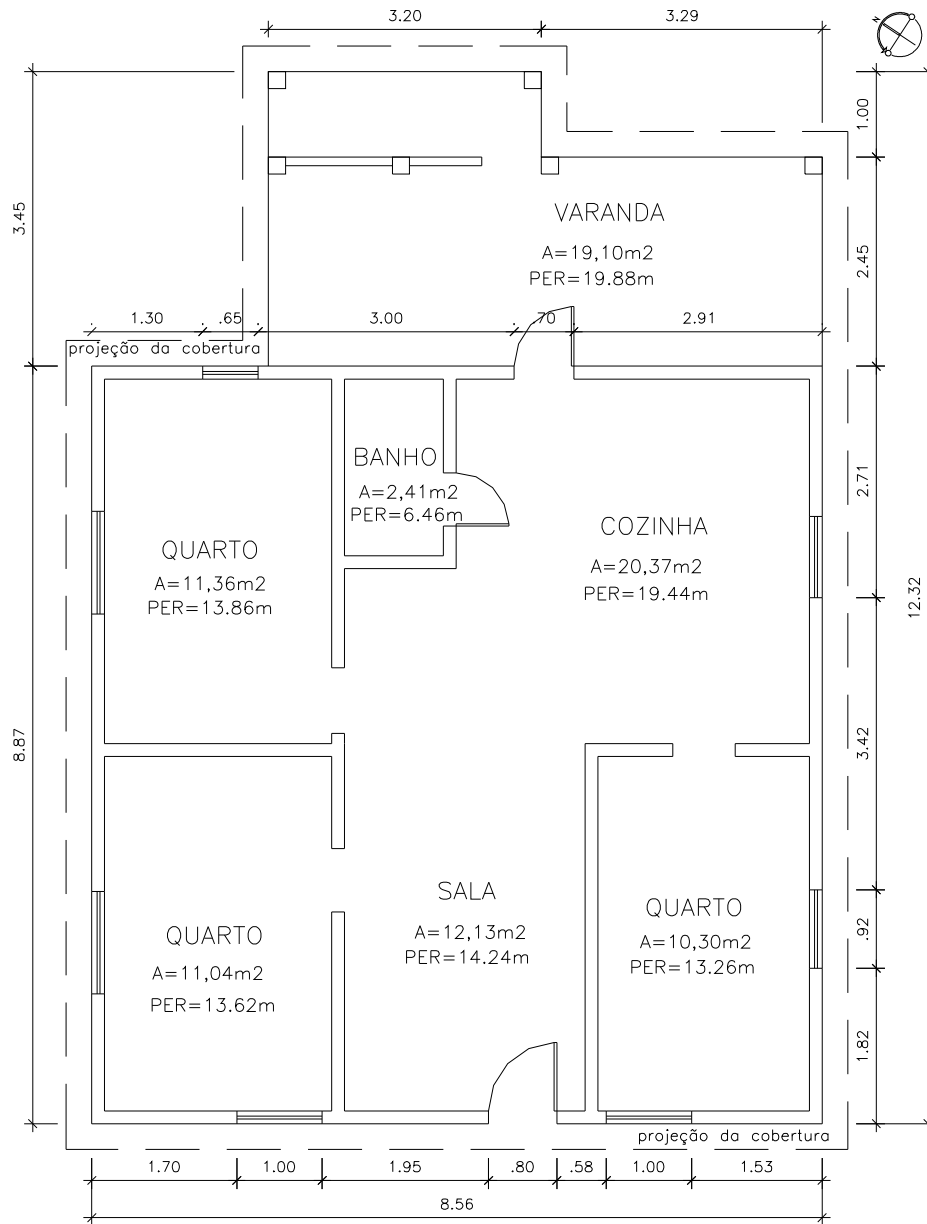 3.20
3.29
N
1.00
3.45
VARANDA
A=19,10m2
PER=19.88m
2.45
1.30
.65
3.00
.70
2.91
projeção da cobertura
BANHO
A=2,41m2
PER=6.46m
2.71
COZINHA
A=20,37m2
PER=19.44m
QUARTO
A=11,36m2
PER=13.86m
12.32
8.87
3.42
SALA
A=12,13m2
PER=14.24m
QUARTO
A=10,30m2
PER=13.26m
.92
QUARTO
A=11,04m2
PER=13.62m
1.82
projeção da cobertura
1.70
1.00
1.95
.80
.58
1.00
1.53
8.56